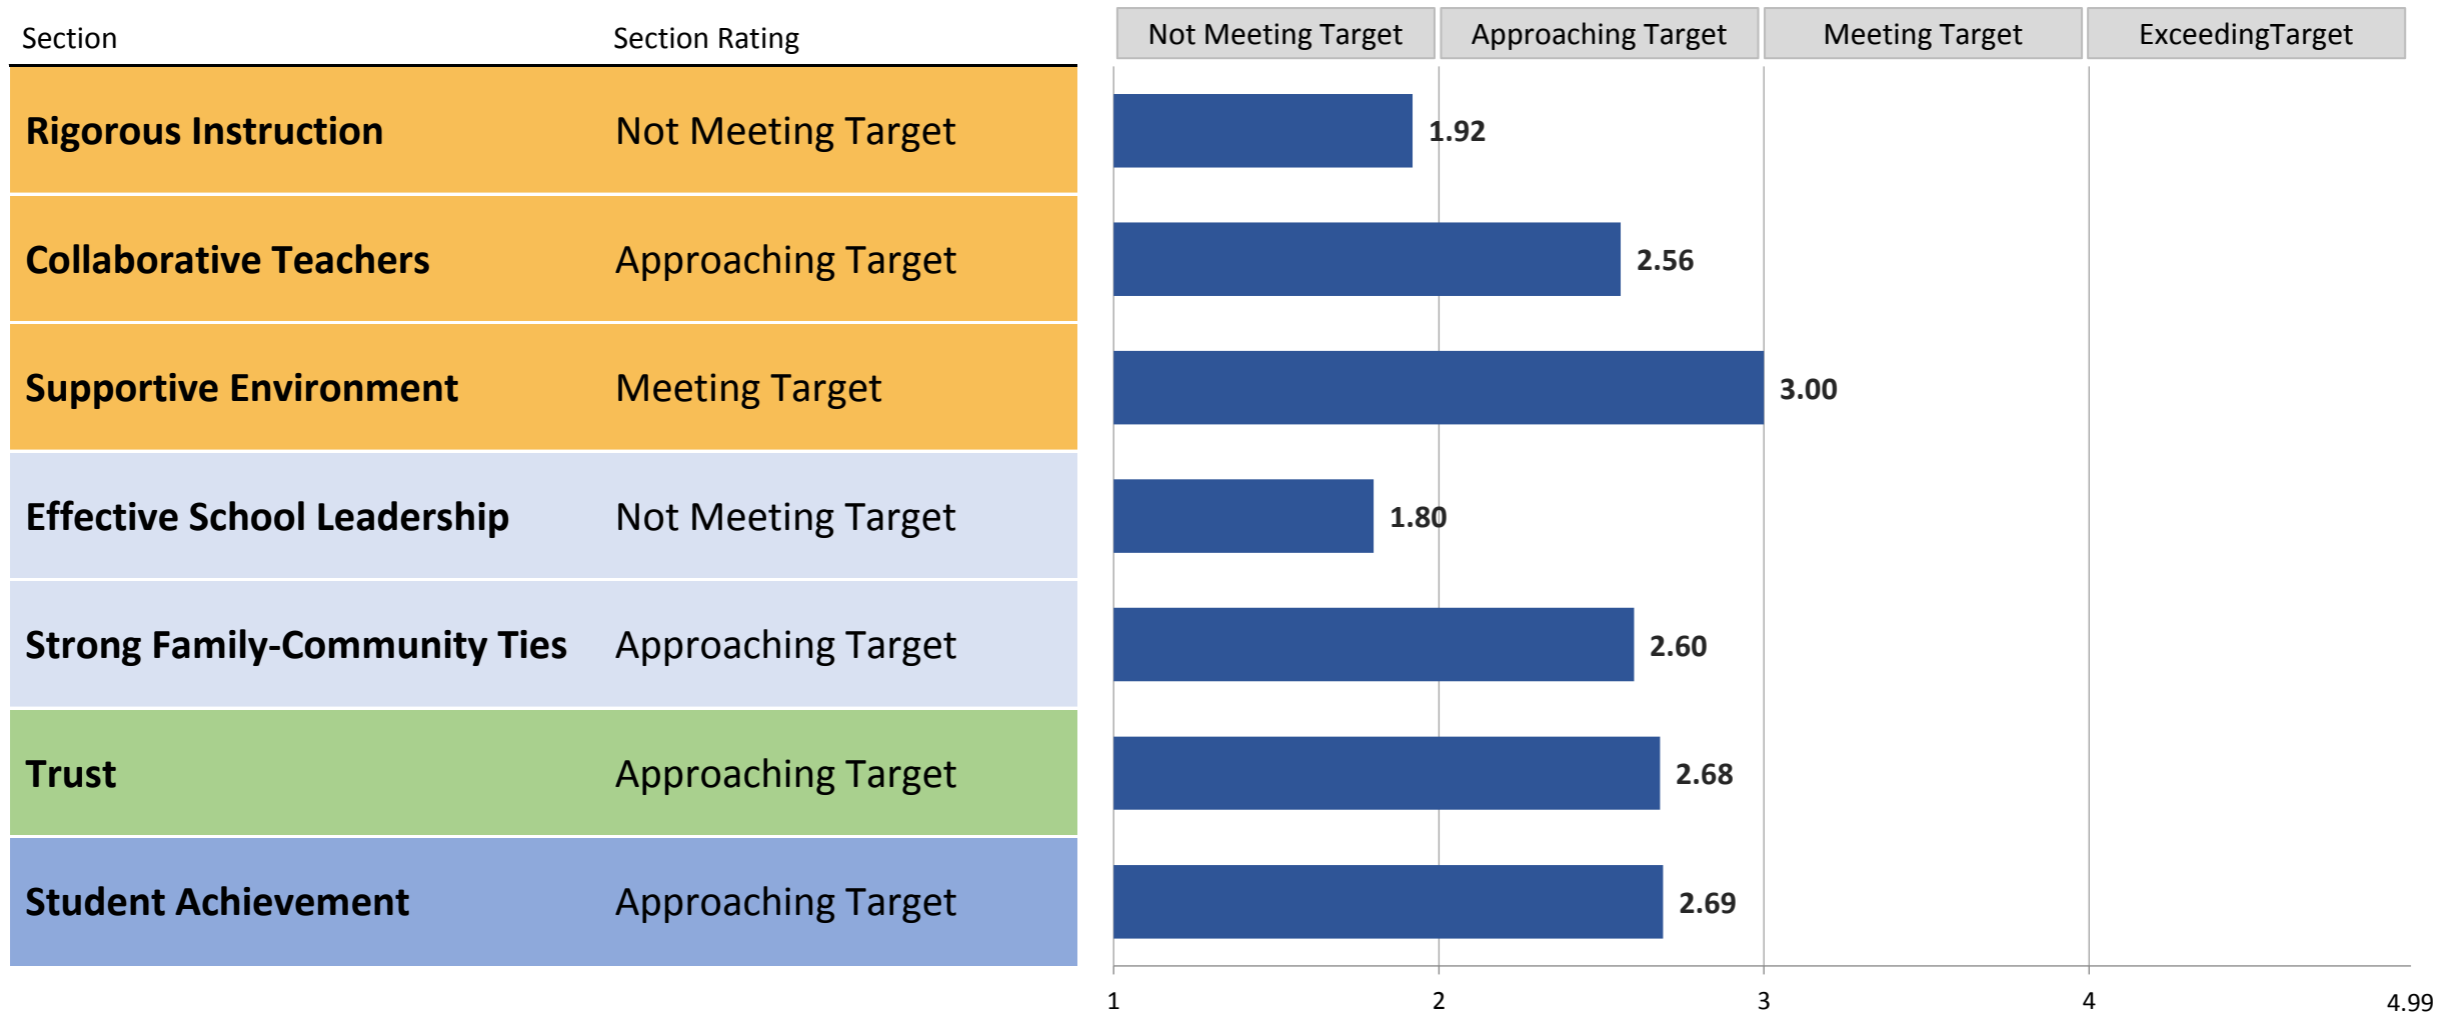 Section Section Rating Not Meeting Target Approaching Target Meeting Target ExceedingTarget
Rigorous Instruction Not Meeting Target 1.92
Collaborative Teachers Approaching Target 2.56
Supportive Environment Meeting Target 3.00
Effective School Leadership Not Meeting Target 1.80
Strong Family-Community Ties Approaching Target 2.60
Trust Approaching Target 2.68
Student Achievement Approaching Target 2.69
1 2 3 4 4.99